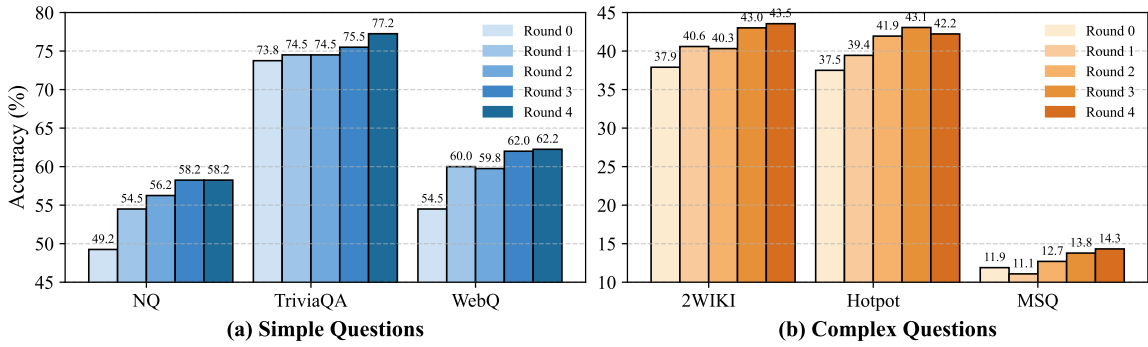 Accuracy (%)
80
75
70
65
60
55
50
45
49.2
54.5
56.2
58.2
58.2
73.8
74.5
74.5
75.5
77.2
54.5
60.0
59.8
62.0
62.2
Round 0
Round 1
Round 2
Round 3
Round 4
NQ
TriviaQA
WebQ
(a) Simple Questions
45
40
35
30
25
20
15
10
37.9
40.6
40.3
43.0
43.5
37.5
39.4
41.9
43.1
42.2
11.9
11.1
12.7
13.8
14.3
Round 0
Round 1
Round 2
Round 3
Round 4
2WIKI
Hotpot
MSQ
(b) Complex Questions